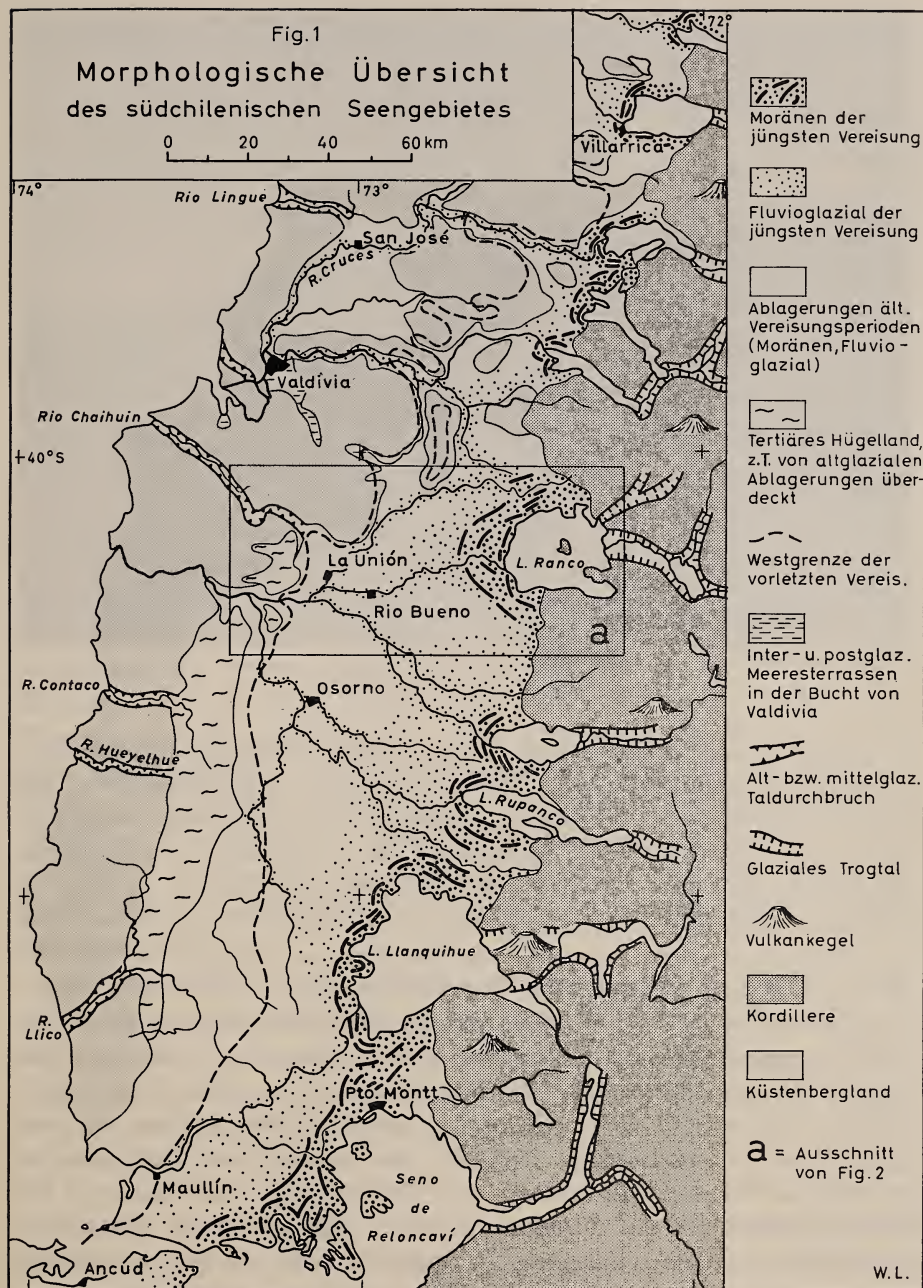 Fig.1
Morphologische Übersicht
des südchilenischen Seengebietes
0 20 40 60 km
72°
Villarrica
74°
73°
Rio Lingue
San José
R. Cruces
Valdivia
Rio Chaihuin
+40°S
La Unión
L. Ranco
Rio Bueno
a
R. Contaco
Osorno
R. Hueyelhue
L. Rupanco
L. Llanquihue
R.
Llico
Pto. Montt
Maullín
Seno
de
Reloncaví
Ancúd
Moränen der
jüngsten Vereisung
Fluvioglazial der
jüngsten Vereisung
Ablagerungen ält.
Vereisungsperioden
(Moränen, Fluvio-
glazial)
Tertiäres Hügelland,
z.T. von altglazialen
Ablagerungen über-
deckt
Westgrenze der
vorletzten Vereis.
Inter- u. postglaz.
Meeresterrassen
in der Bucht von
Valdivia
Alt- bzw. mittelglaz.
Taldurchbruch
Glaziales Trogtal
Vulkankegel
Kordillere
Küstenbergland
a = Ausschnitt
von Fig.2
W.L.